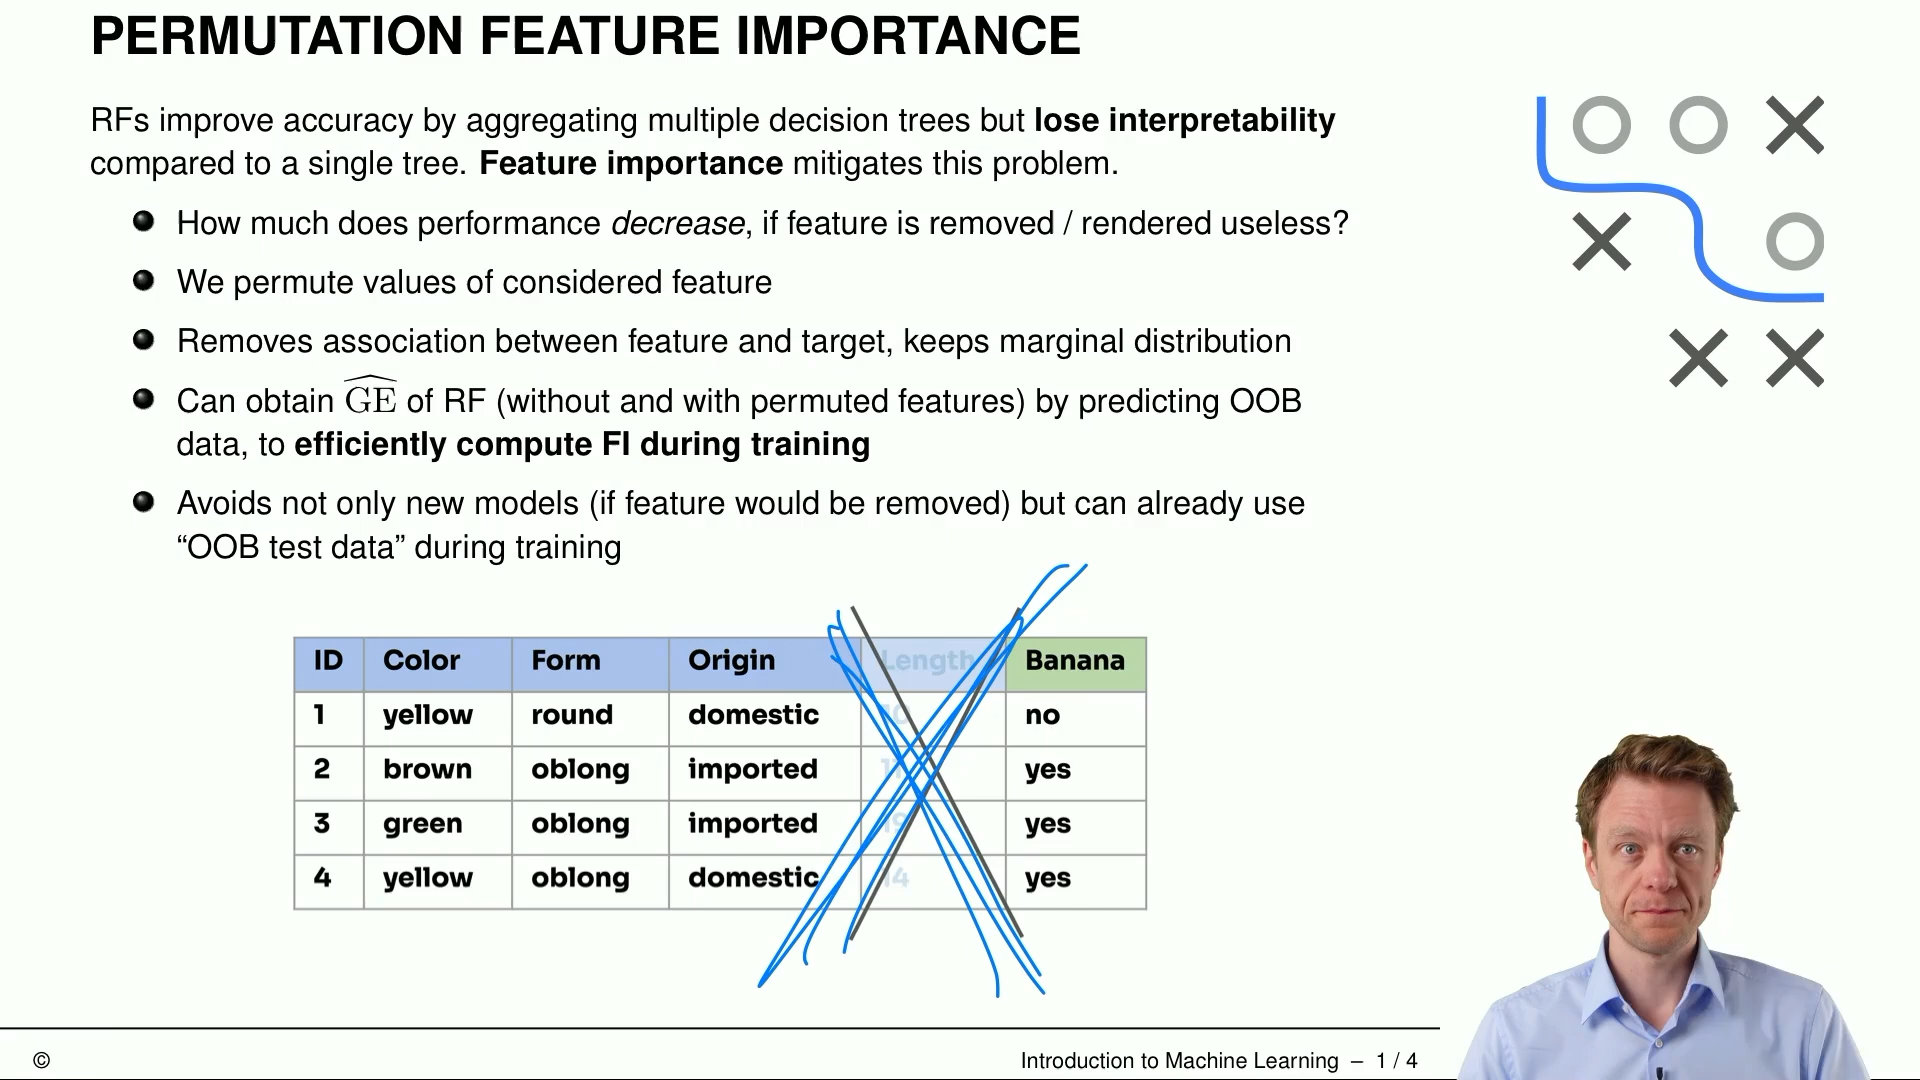 PERMUTATION FEATURE IMPORTANCE
RFs improve accuracy by aggregating multiple decision trees but lose interpretability
compared to a single tree. Feature importance mitigates this problem.
How much does performance decrease, if feature is removed / rendered useless?
We permute values of considered feature
Removes association between feature and target, keeps marginal distribution
Can obtain \widehat{GE} of RF (without and with permuted features) by predicting OOB
data, to efficiently compute FI during training
Avoids not only new models (if feature would be removed) but can already use
“OOB test data” during training
ID Color Form Origin Length Banana
1 yellow round domestic no
2 brown oblong imported yes
3 green oblong imported yes
4 yellow oblong domestic 14 yes
© Introduction to Machine Learning – 1 / 4